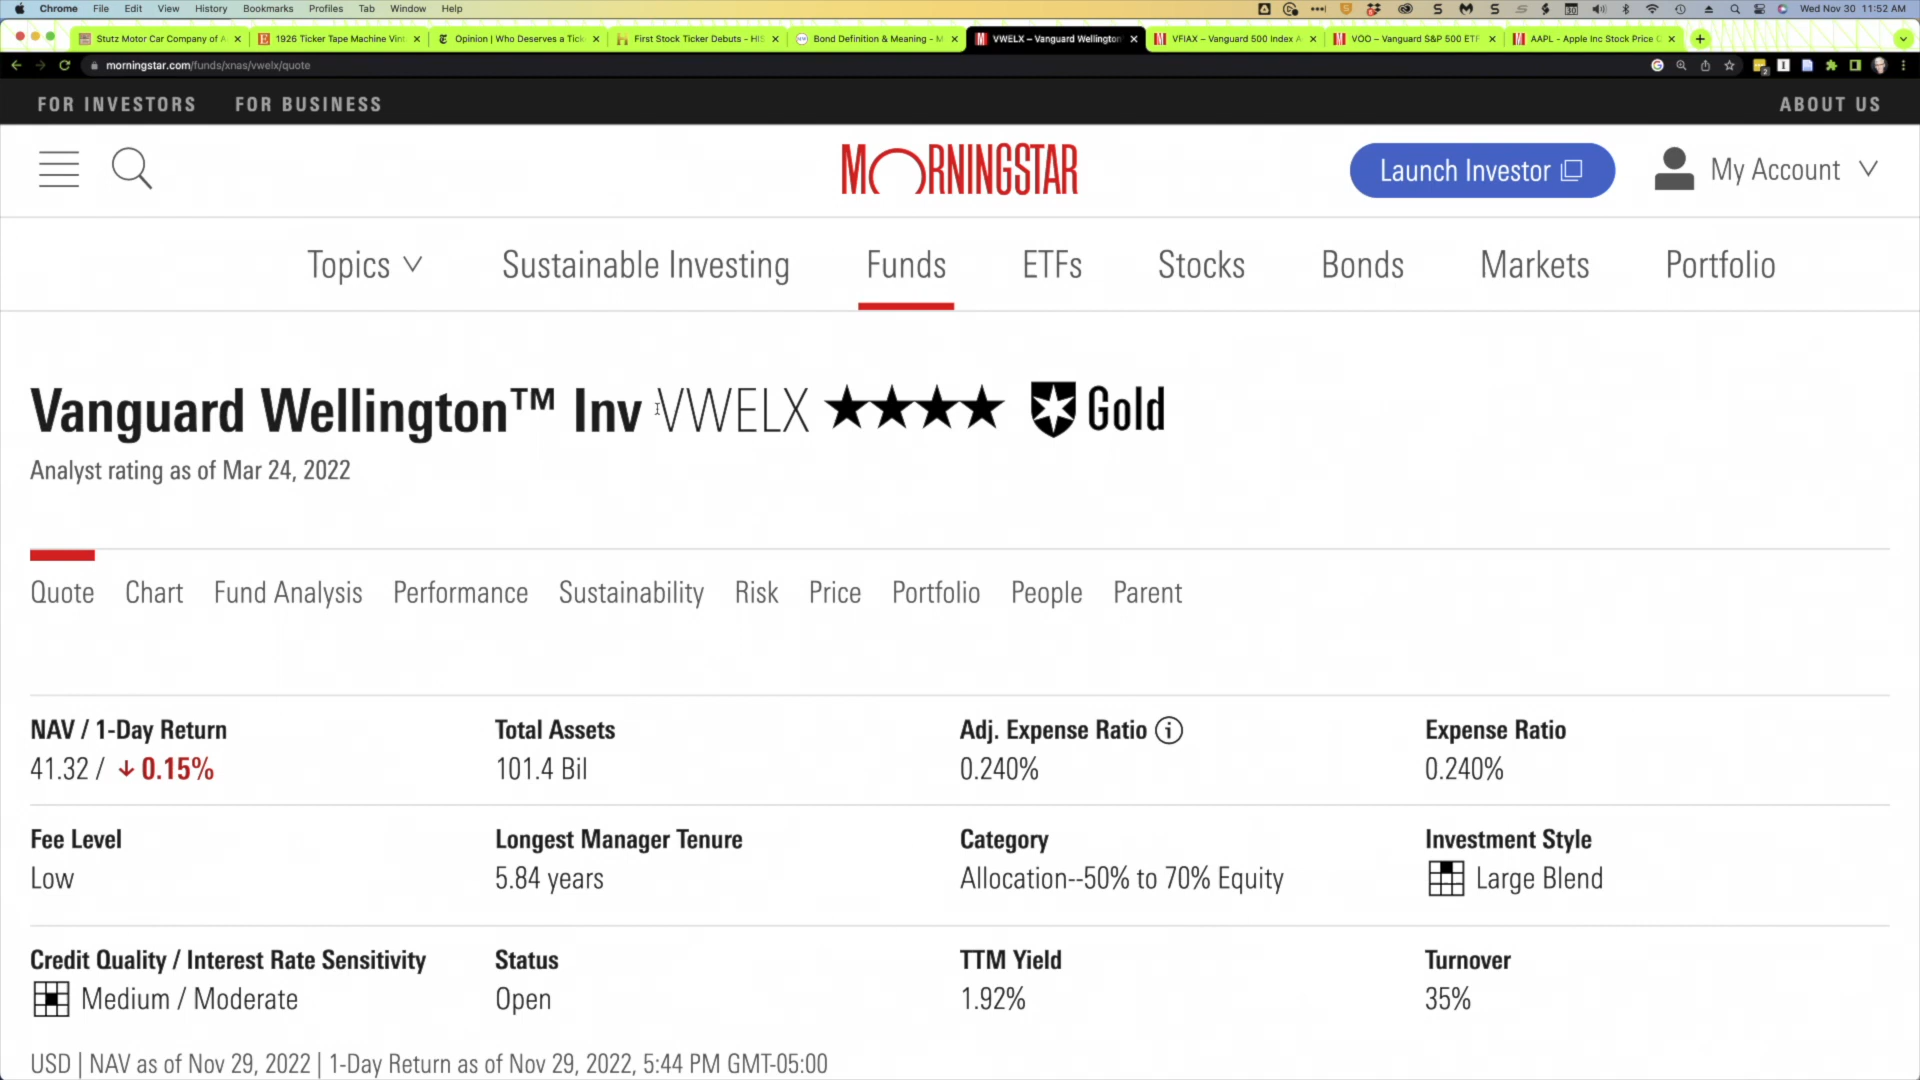 Chrome File Edit View History Bookmarks Profiles Tab Window Help Wed Nov 30 11:52 AM
Stutz Motor Car Company of A 1926 Ticker Tape Machine Vint Opinion | Who Deserves a Tick First Stock Ticker Debuts - HIS Bond Definition & Meaning - M VWELX – Vanguard Wellington VFIAX – Vanguard 500 Index A VOO – Vanguard S&P 500 ETF AAPL - Apple Inc Stock Price
morningstar.com/funds/xnas/vwelx/quote
FOR INVESTORS FOR BUSINESS ABOUT US
MORNINGSTAR Launch Investor My Account
Topics Sustainable Investing Funds ETFs Stocks Bonds Markets Portfolio
Vanguard Wellington™ Inv VWELX ★★★★ Gold
Analyst rating as of Mar 24, 2022
Quote Chart Fund Analysis Performance Sustainability Risk Price Portfolio People Parent
NAV / 1-Day Return Total Assets Adj. Expense Ratio Expense Ratio
41.32 / ↓ 0.15% 101.4 Bil 0.240% 0.240%
Fee Level Longest Manager Tenure Category Investment Style
Low 5.84 years Allocation--50% to 70% Equity Large Blend
Credit Quality / Interest Rate Sensitivity Status TTM Yield Turnover
Medium / Moderate Open 1.92% 35%
USD | NAV as of Nov 29, 2022 | 1-Day Return as of Nov 29, 2022, 5:44 PM GMT-05:00